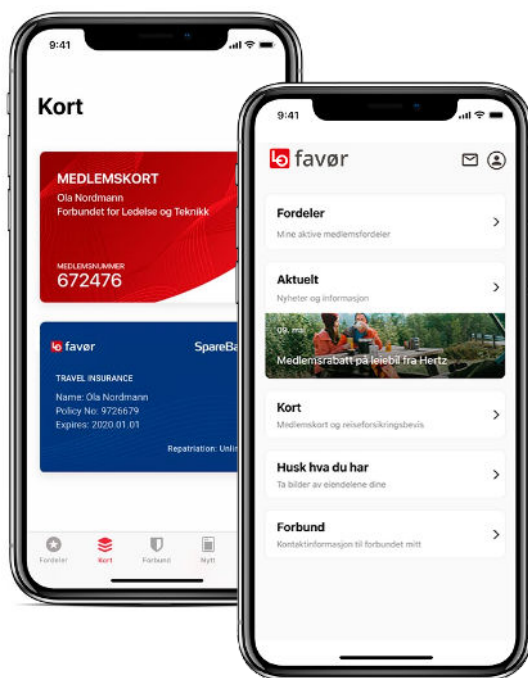 9:41
Kort
MEDLEMSKORT
Ola Nordmann
Forbundet for Ledelse og Teknikk
MEDLEMSNUMMER
672476
LO favør
SpareBa
TRAVEL INSURANCE
Name: Ola Nordmann
Policy No: 9726679
Expires: 2020.01.01
Repatriation: Unlim
Fordeler
Kort
Forbund
Nytt
9:41
LO favør
Fordeler
Mine aktive medlemsfordeler
Aktuelt
Nyheter og informasjon
09. mai
Medlemsrabatt på leiebil fra Hertz
Kort
Medlemskort og reiseforsikringsbevis
Husk hva du har
Ta bilder av eiendelene dine
Forbund
Kontaktinformasjon til forbundet mitt